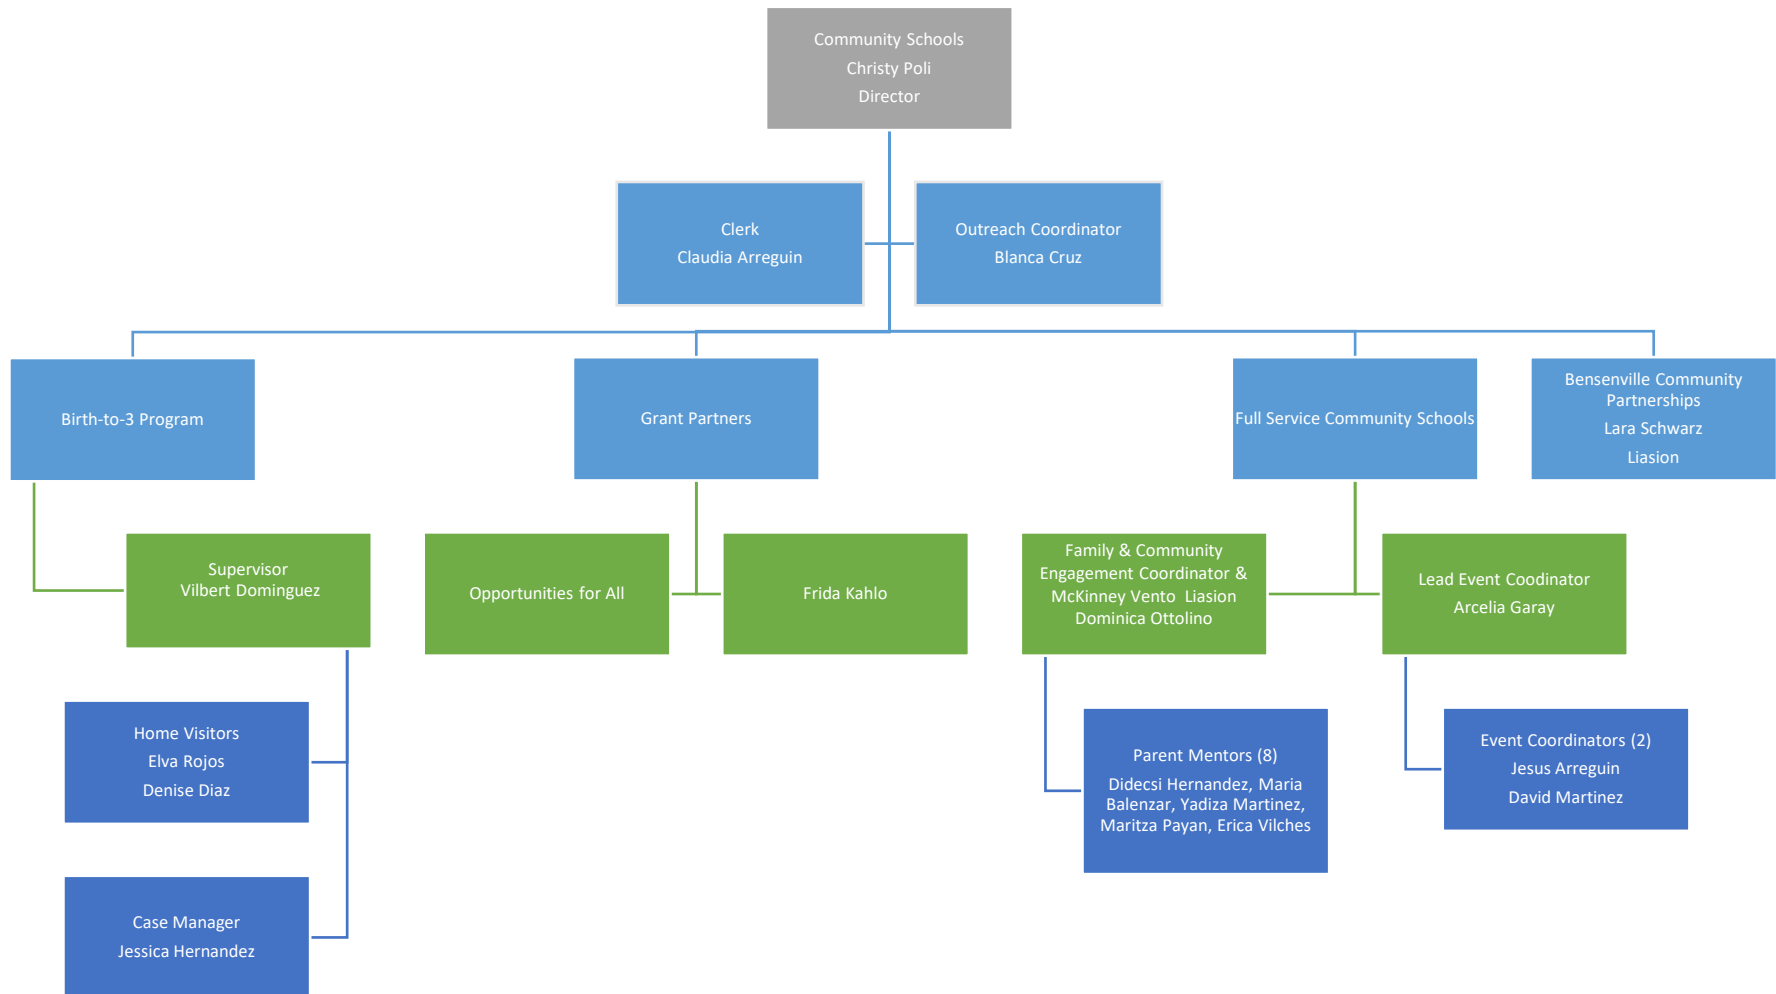 Community Schools
Christy Poli
Director
Clerk
Claudia Arreguin
Outreach Coordinator
Blanca Cruz
Birth-to-3 Program
Grant Partners
Full Service Community Schools
Bensenville Community
Partnerships
Lara Schwarz
Liasion
Supervisor
Vilbert Dominguez
Opportunities for All
Frida Kahlo
Family & Community
Engagement Coordinator &
McKinney Vento Liasion
Dominica Ottolino
Lead Event Coodinator
Arcelia Garay
Home Visitors
Elva Rojos
Denise Diaz
Parent Mentors (8)
Didecsi Hernandez, Maria
Balenzar, Yadiza Martinez,
Maritza Payan, Erica Vilches
Event Coordinators (2)
Jesus Arreguin
David Martinez
Case Manager
Jessica Hernandez